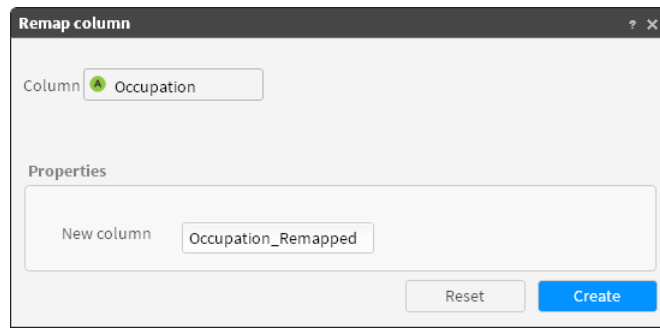 Remap column ? X
Column A Occupation
Properties
New column Occupation_Remapped
Reset Create